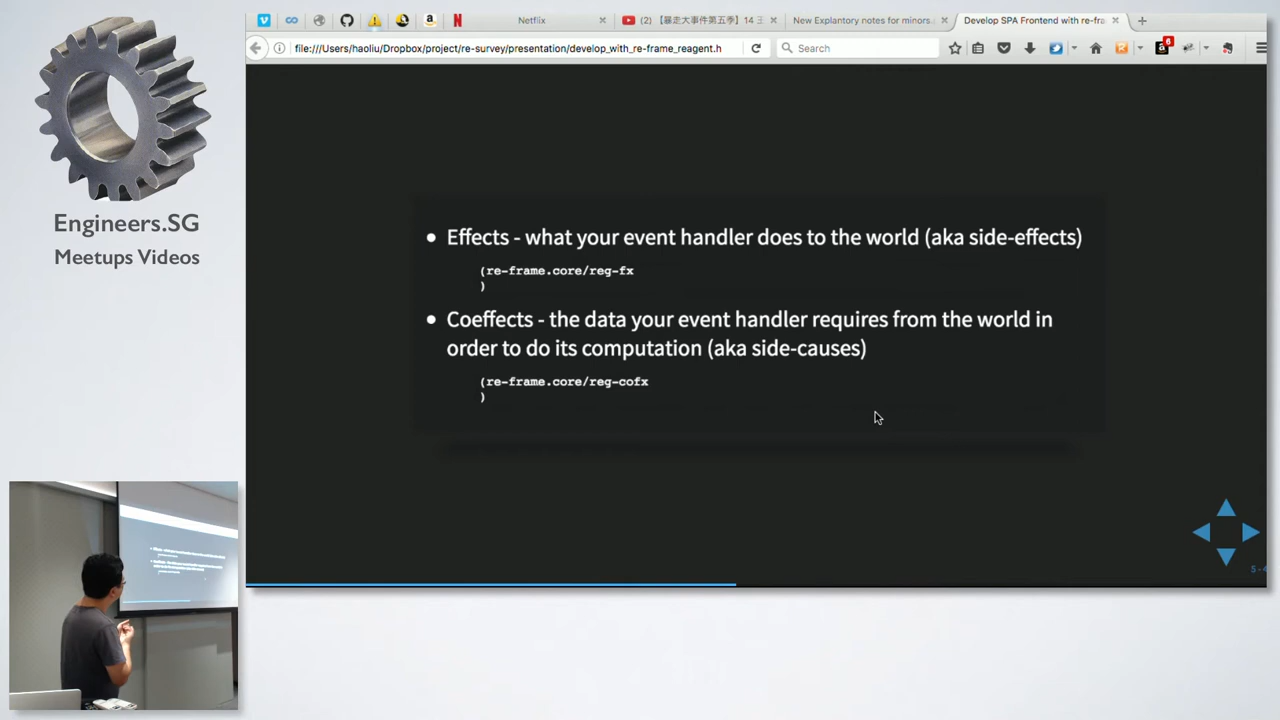 Netflix
(2) 【暴走大事件第五季】14 王
New Explantory notes for minors
Develop SPA Frontend with re-fra
file:///Users/haoliu/Dropbox/project/re-survey/presentation/develop_with_re-frame_reagent.h
Search
6
Engineers.SG
Meetups Videos
Effects - what your event handler does to the world (aka side-effects)
(re-frame.core/reg-fx
)
Coeffects - the data your event handler requires from the world in
order to do its computation (aka side-causes)
(re-frame.core/reg-cofx
)